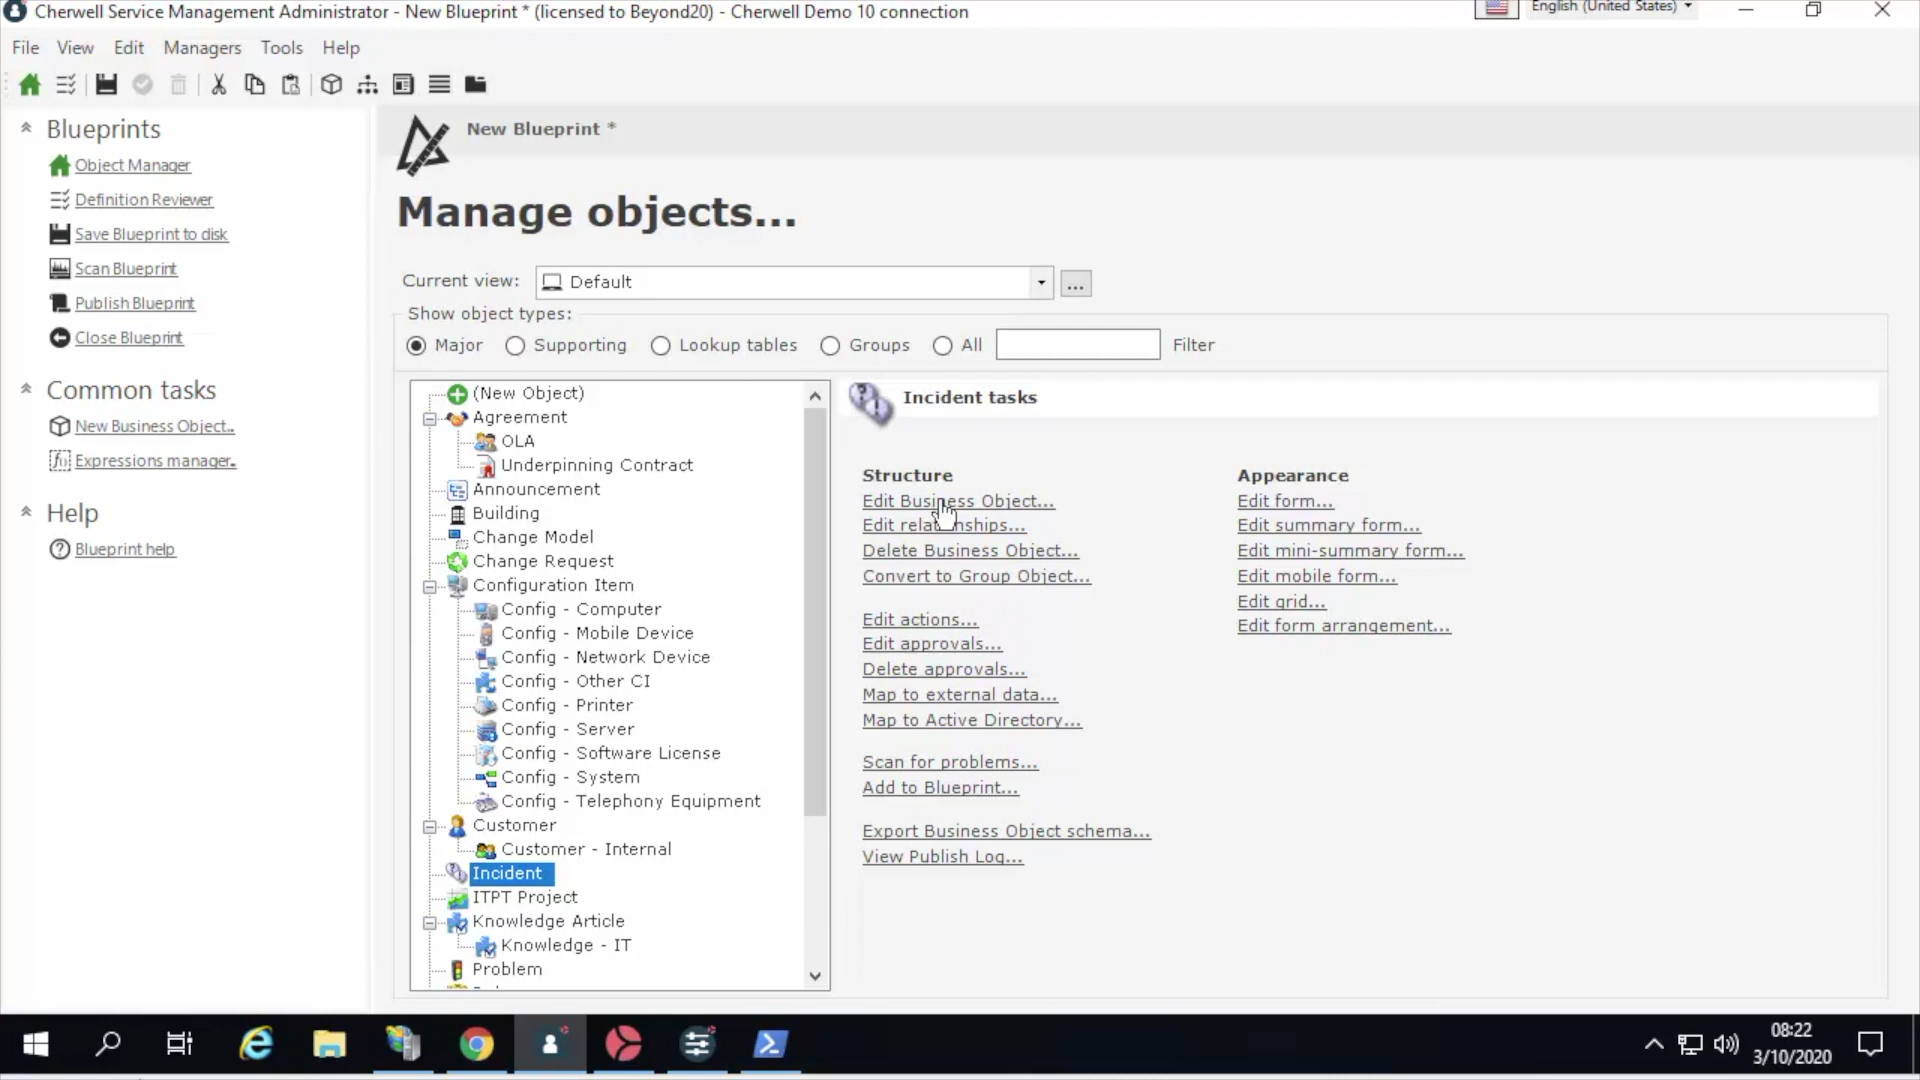 Cherwell Service Management Administrator - New Blueprint * (licensed to Beyond20) - Cherwell Demo 10 connection
English (United States)
File View Edit Managers Tools Help
Blueprints
Object Manager
Definition Reviewer
Save Blueprint to disk
Scan Blueprint
Publish Blueprint
Close Blueprint
Common tasks
New Business Object...
Expressions manager...
Help
Blueprint help
New Blueprint *
Manage objects...
Current view: Default ...
Show object types:
Major Supporting Lookup tables Groups All Filter
(New Object)
Agreement
OLA
Underpinning Contract
Announcement
Building
Change Model
Change Request
Configuration Item
Config - Computer
Config - Mobile Device
Config - Network Device
Config - Other CI
Config - Printer
Config - Server
Config - Software License
Config - System
Config - Telephony Equipment
Customer
Customer - Internal
Incident
ITPT Project
Knowledge Article
Knowledge - IT
Problem
Incident tasks
Structure
Edit Business Object...
Edit relationships...
Delete Business Object...
Convert to Group Object...
Edit actions...
Edit approvals...
Delete approvals...
Map to external data...
Map to Active Directory...
Scan for problems...
Add to Blueprint...
Export Business Object schema...
View Publish Log...
Appearance
Edit form...
Edit summary form...
Edit mini-summary form...
Edit mobile form...
Edit grid...
Edit form arrangement...
08:22
3/10/2020